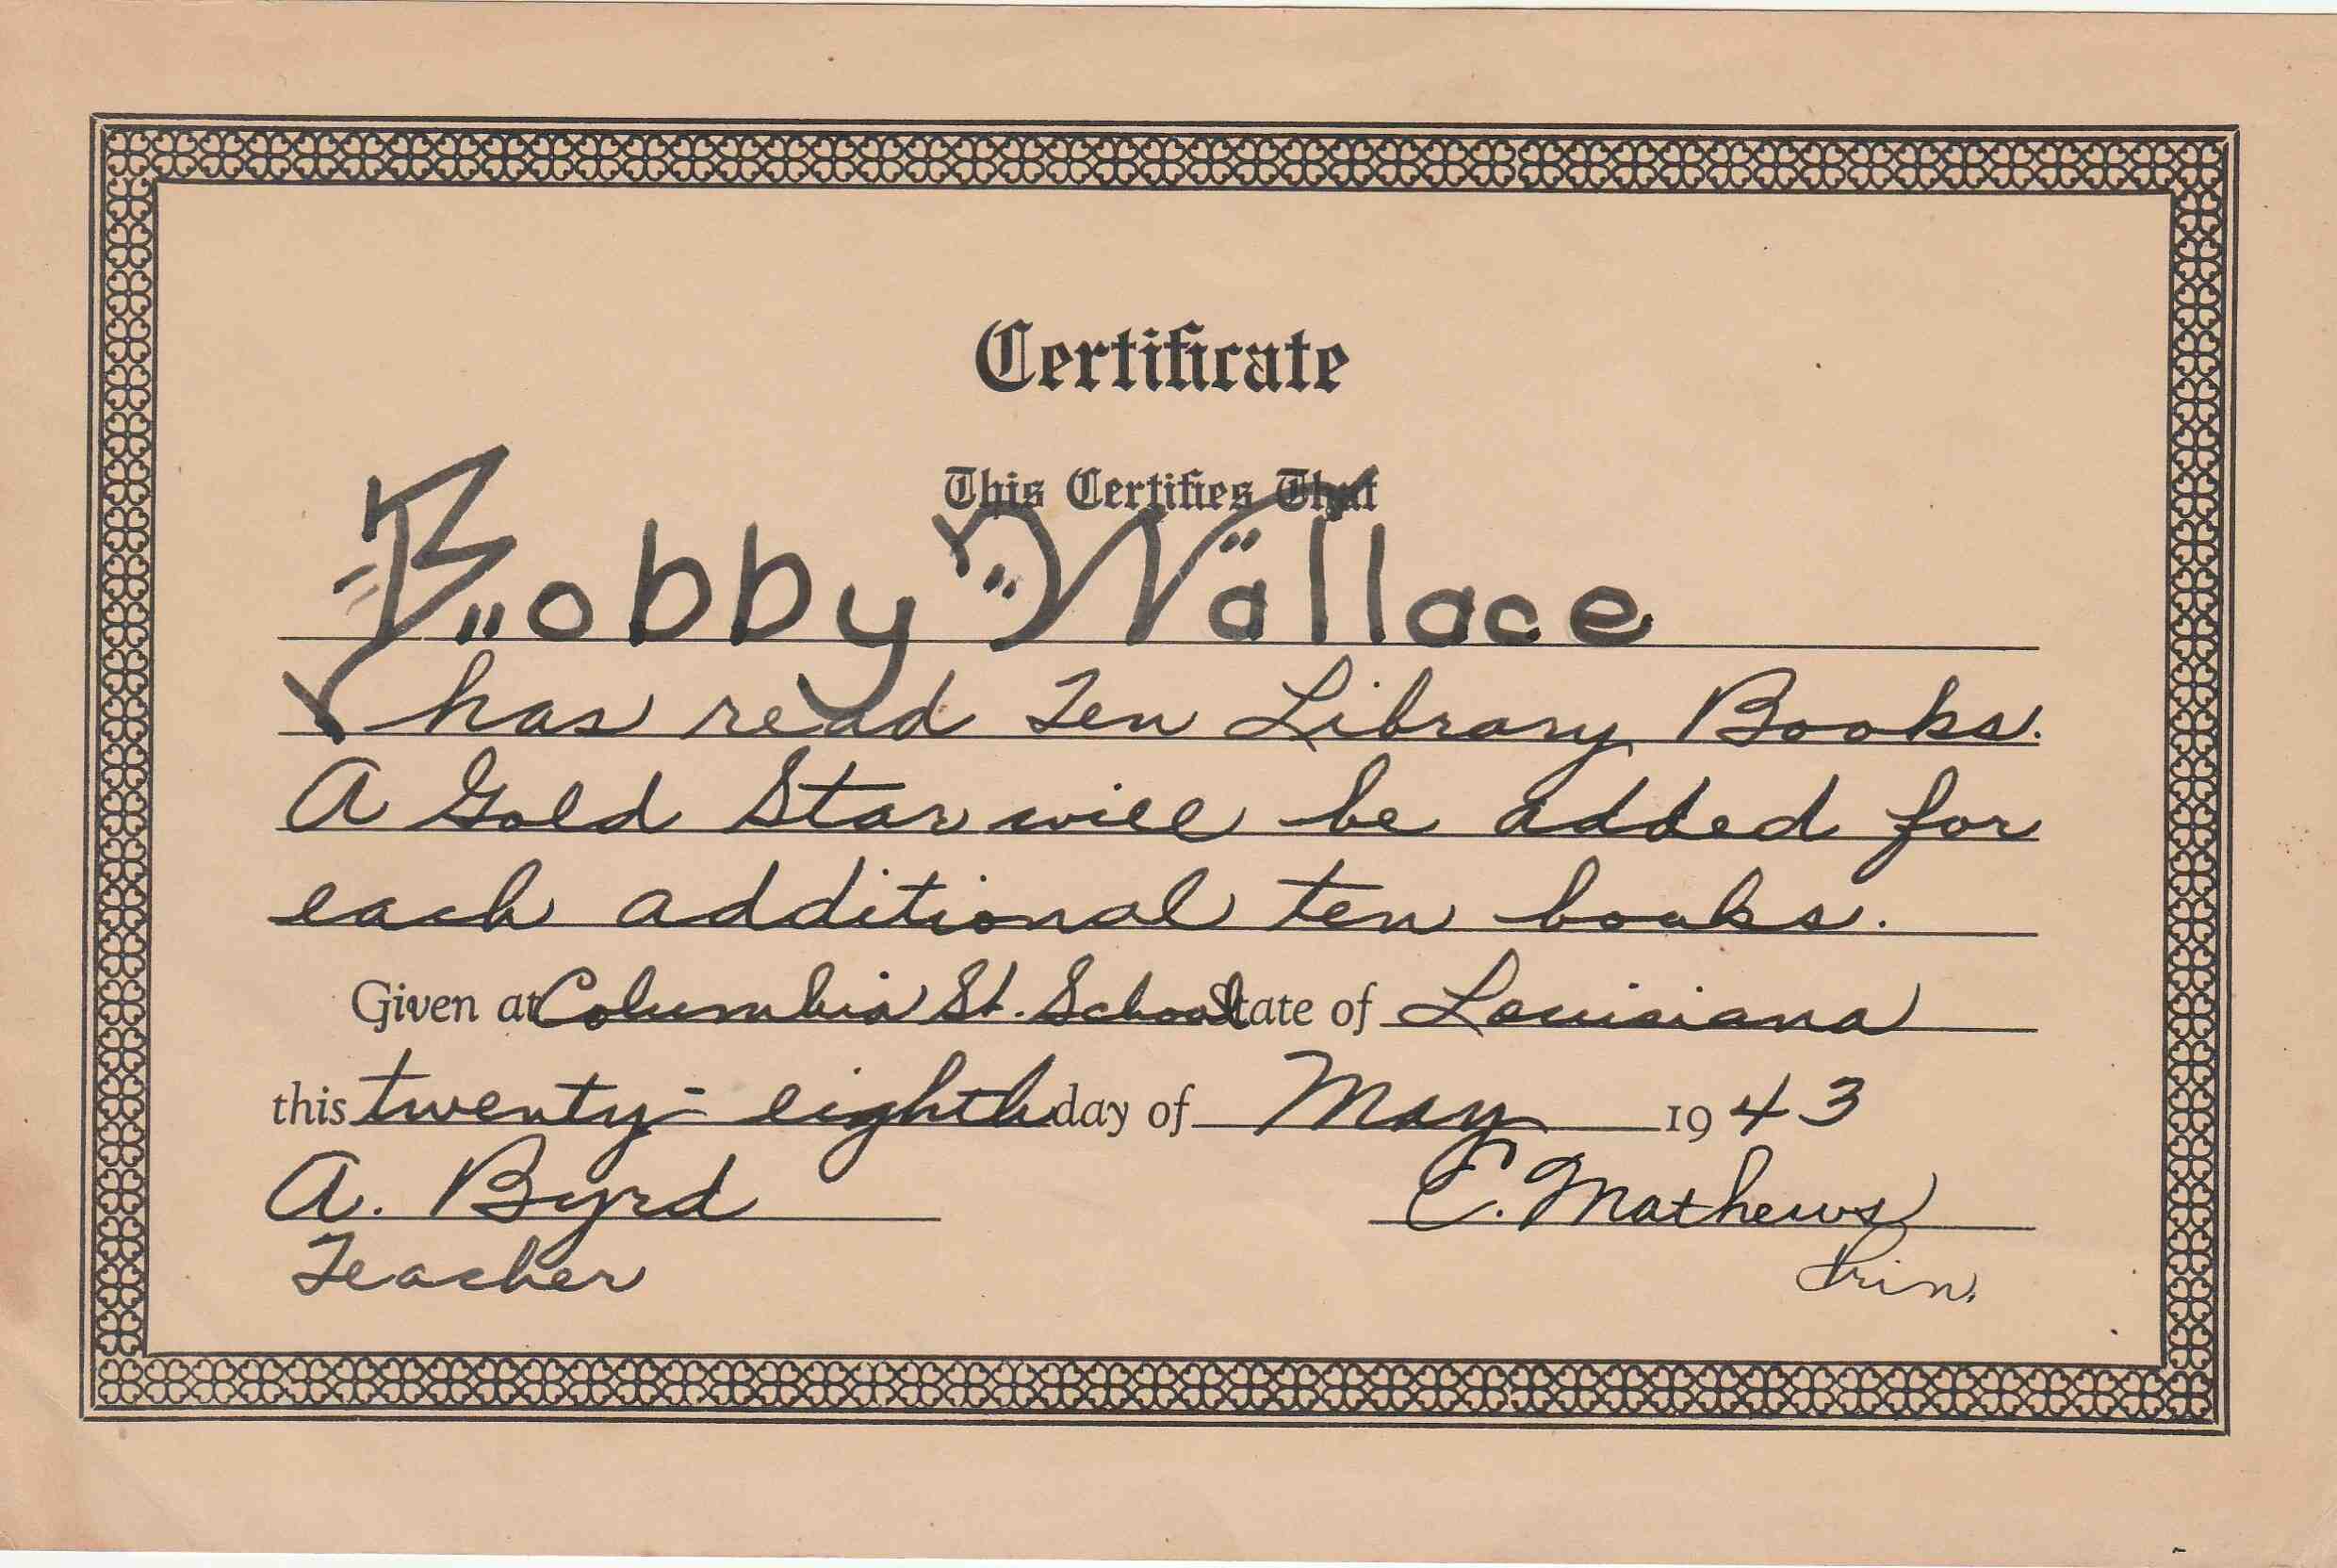 Certificate
This Certifies That
Bobby Wallace
has read Ten Library Books.
A Gold Star will be added for
each additional ten books.
Given at Columbia St. School State of Louisiana
this twenty-eighth day of May 1943
A. Byrd E. Mathews
Teacher Prin.